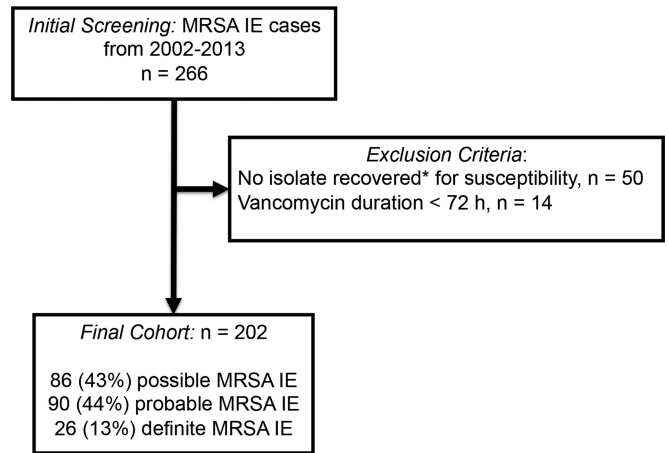 Initial Screening: MRSA IE cases
from 2002-2013
n = 266
Exclusion Criteria:
No isolate recovered* for susceptibility, n = 50
Vancomycin duration < 72 h, n = 14
Final Cohort: n = 202
86 (43%) possible MRSA IE
90 (44%) probable MRSA IE
26 (13%) definite MRSA IE